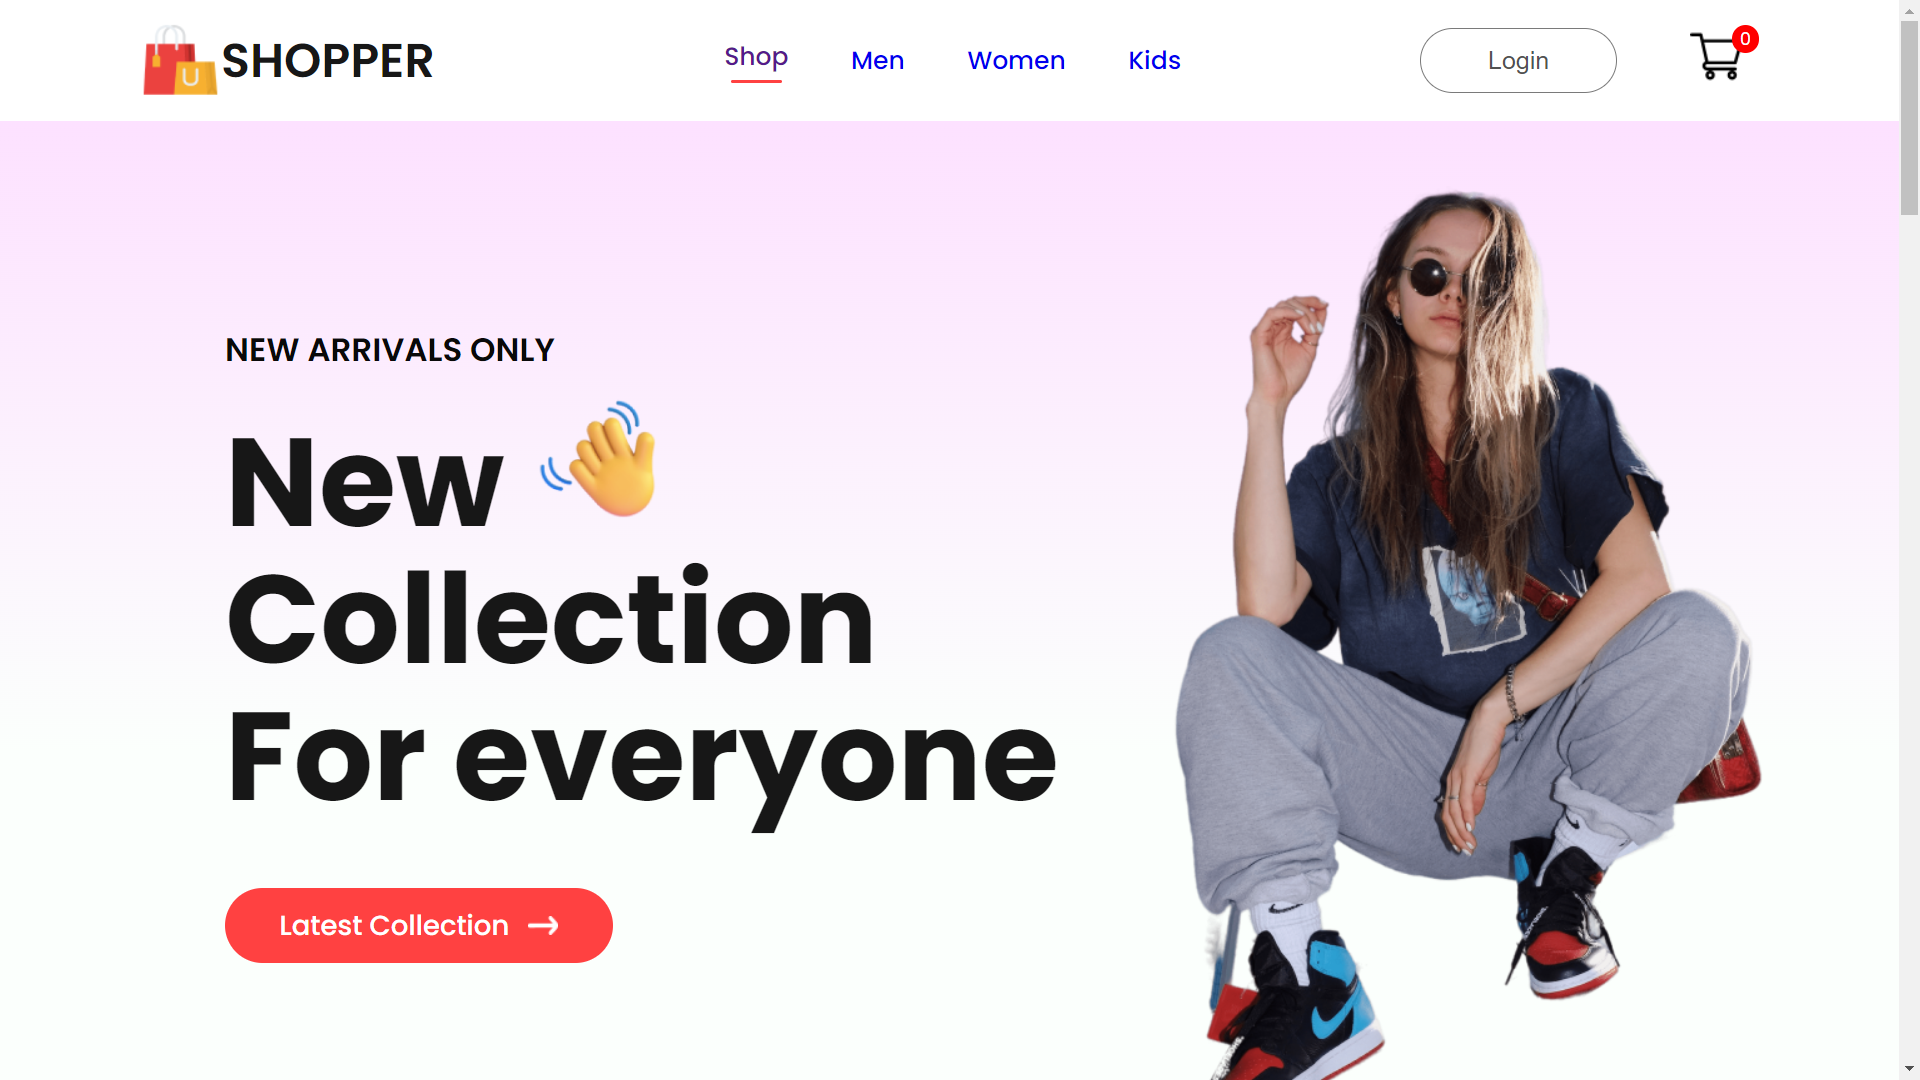 SHOPPER
Shop
Men
Women
Kids
Login
0
NEW ARRIVALS ONLY
New
Collection
For everyone
Latest Collection
U